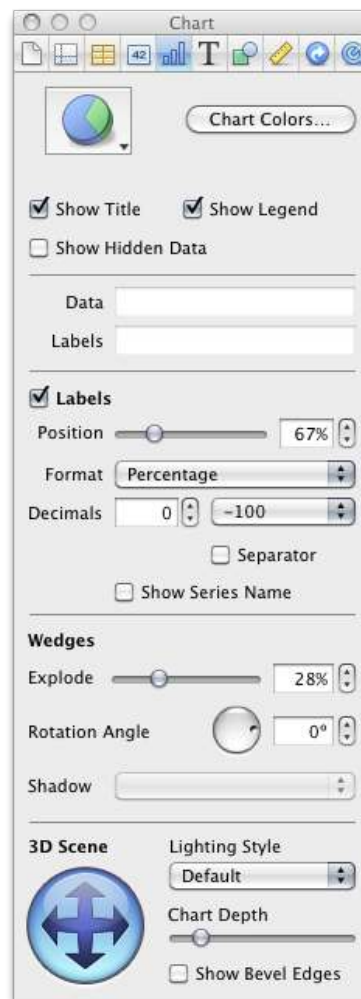 Chart
42
T
Chart Colors...
Show Title
Show Legend
Show Hidden Data
Data
Labels
Labels
Position
67%
Format
Percentage
Decimals
0
-100
Separator
Show Series Name
Wedges
Explode
28%
Rotation Angle
0°
Shadow
3D Scene
Lighting Style
Default
Chart Depth
Show Bevel Edges